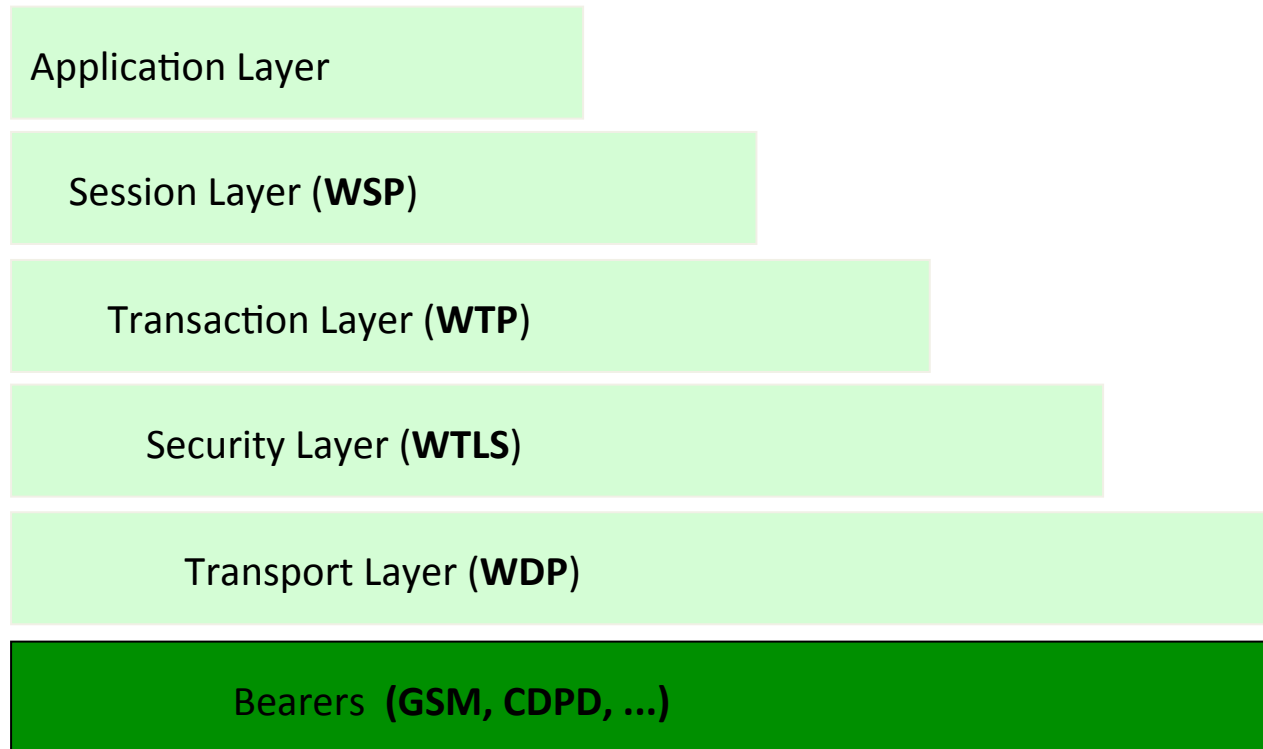 Application Layer
Session Layer (WSP)
Transaction Layer (WTP)
Security Layer (WTLS)
Transport Layer (WDP)
Bearers (GSM, CDPD, ...)